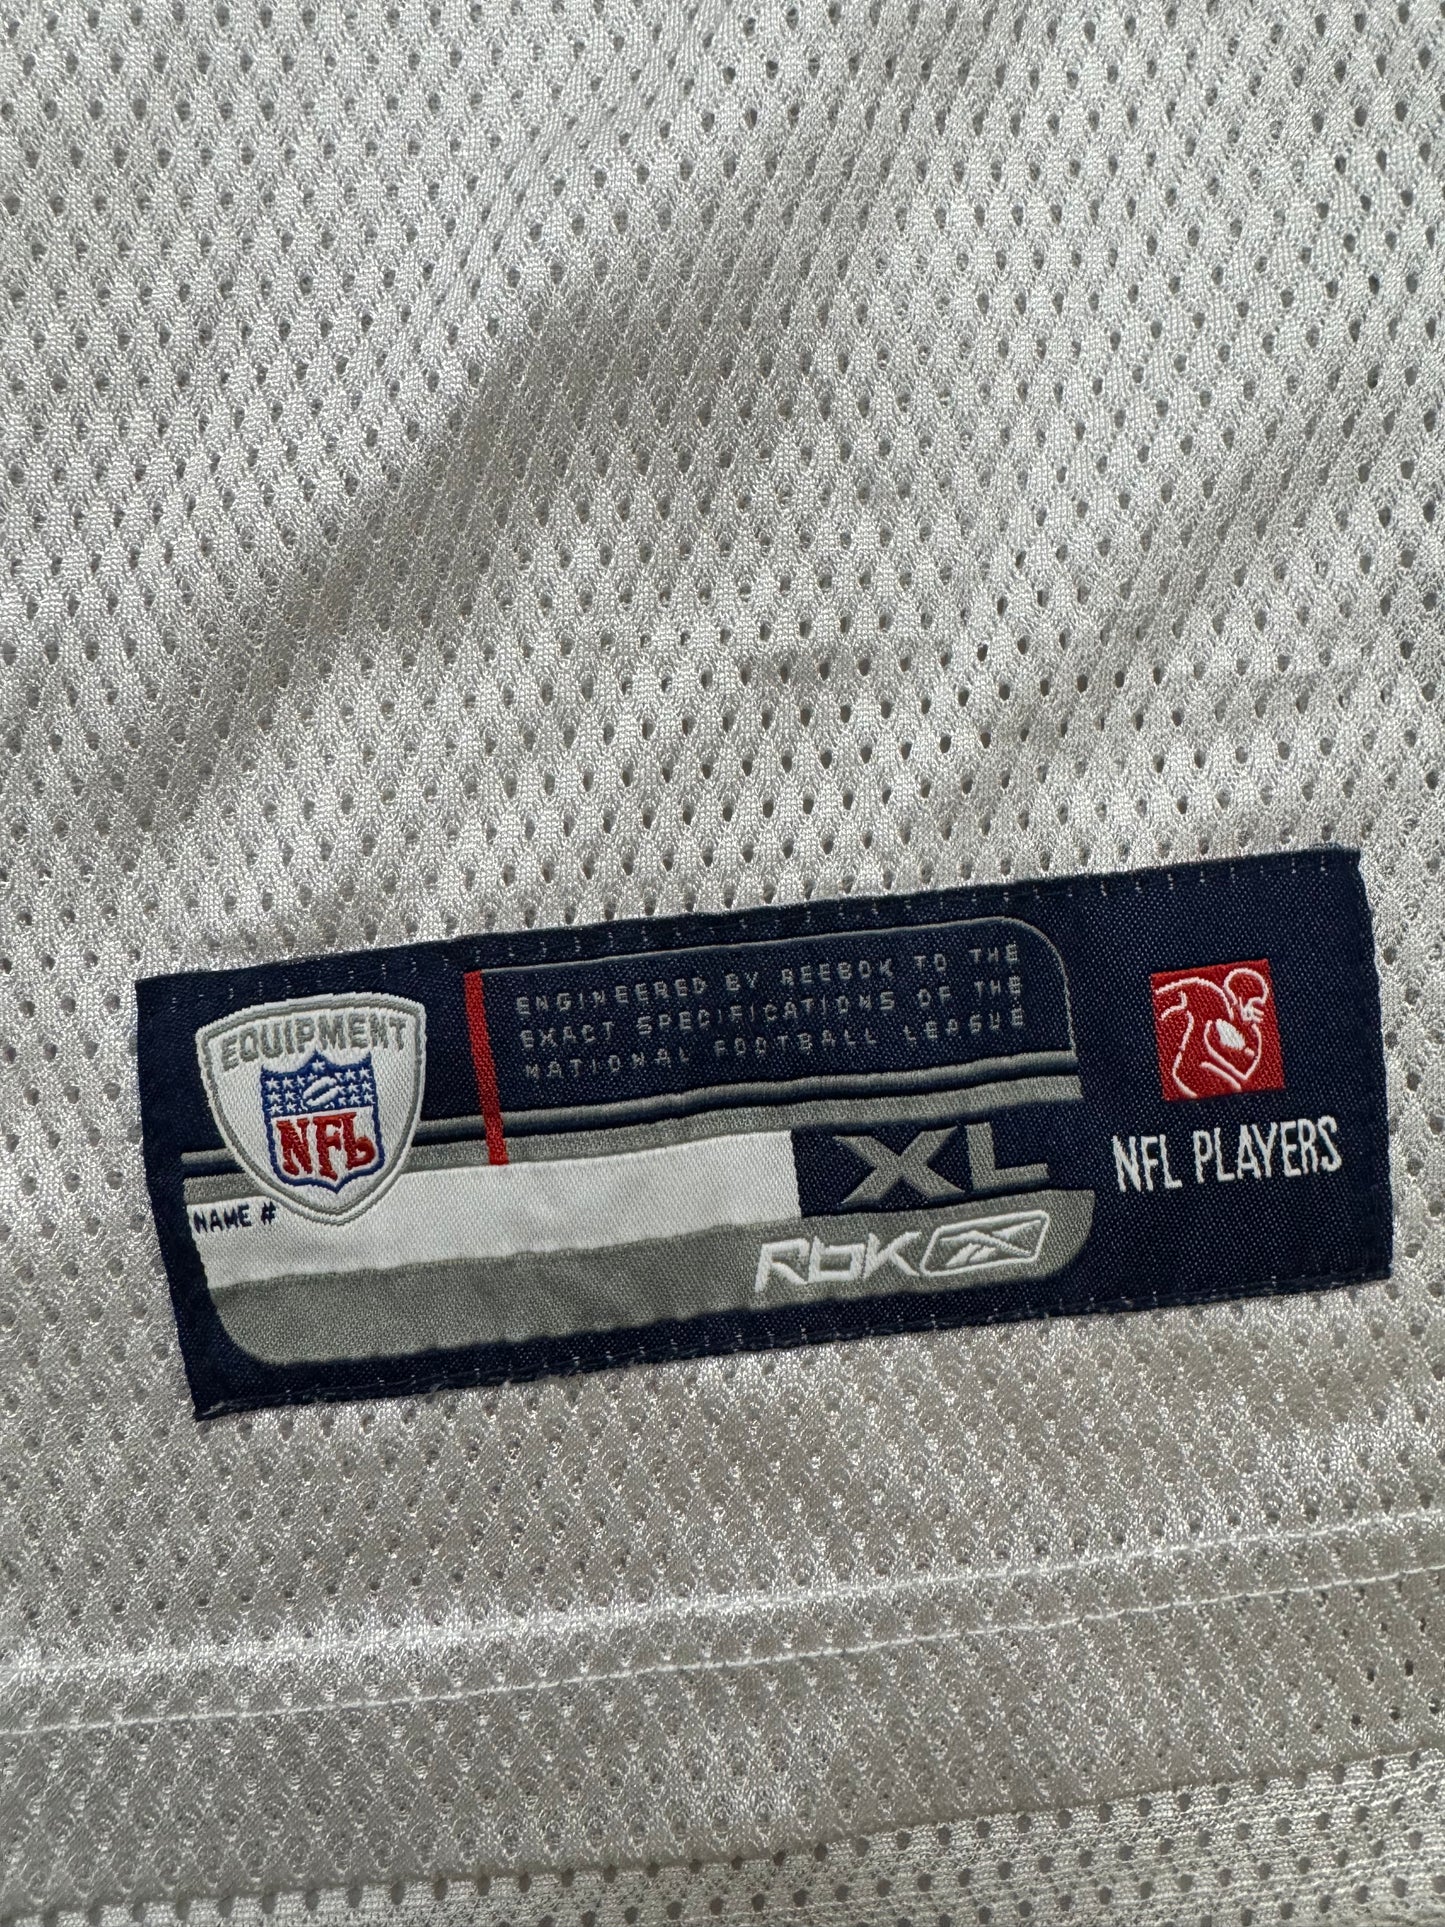 EQUIPMENT
NFL
ENGINEERED BY REEBOK TO THE
EXACT SPECIFICATIONS OF THE
NATIONAL FOOTBALL LEAGUE
NAME #
XL
RbK
NFL PLAYERS